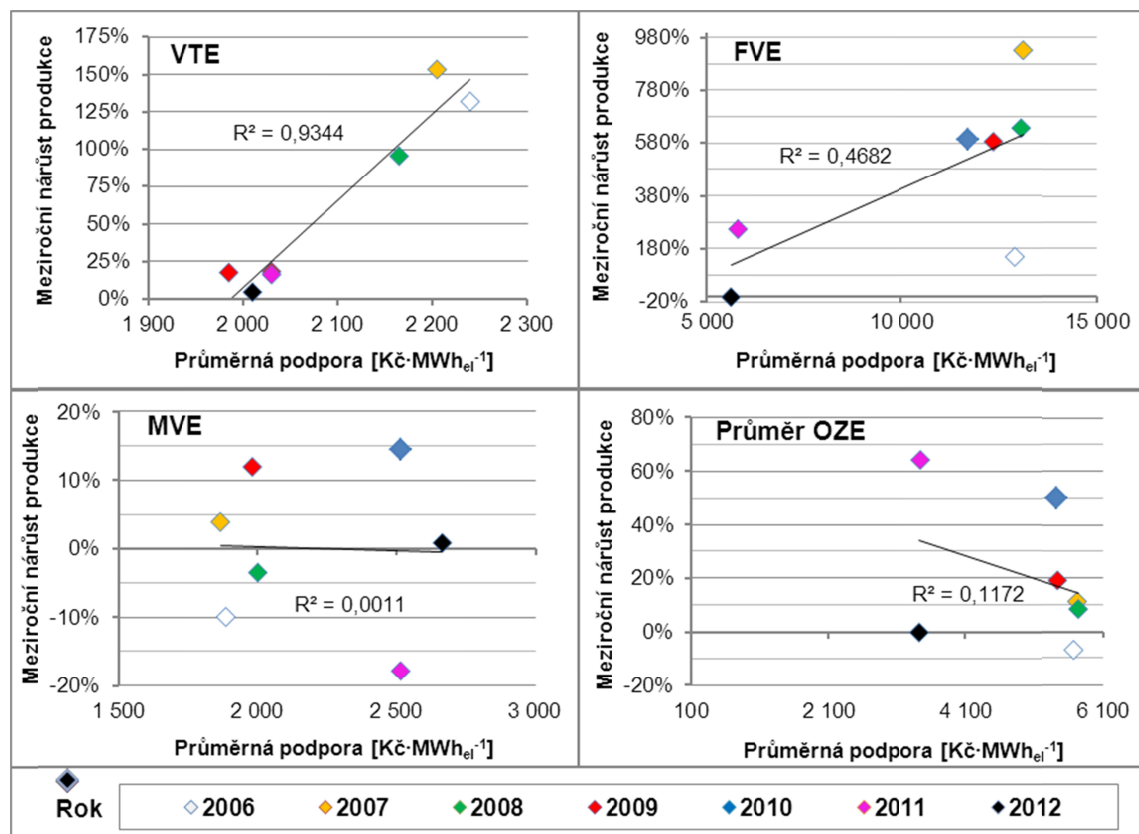 VTE
Meziroční nárůst produkce
175%
150%
125%
100%
75%
50%
25%
0%
R² = 0,9344
1 900 2 000 2 100 2 200 2 300
Průměrná podpora [Kč·MWhel-1]
FVE
Meziroční nárůst produkce
980%
780%
580%
380%
180%
-20%
R² = 0,4682
5 000 10 000 15 000
Průměrná podpora [Kč·MWhel-1]
MVE
Meziroční nárůst produkce
20%
10%
0%
-10%
-20%
R² = 0,0011
1 500 2 000 2 500 3 000
Průměrná podpora [Kč·MWhel-1]
Průměr OZE
Meziroční nárůst produkce
80%
60%
40%
20%
0%
-20%
R² = 0,1172
100 2 100 4 100 6 100
Průměrná podpora [Kč·MWhel-1]
Rok 2006 2007 2008 2009 2010 2011 2012